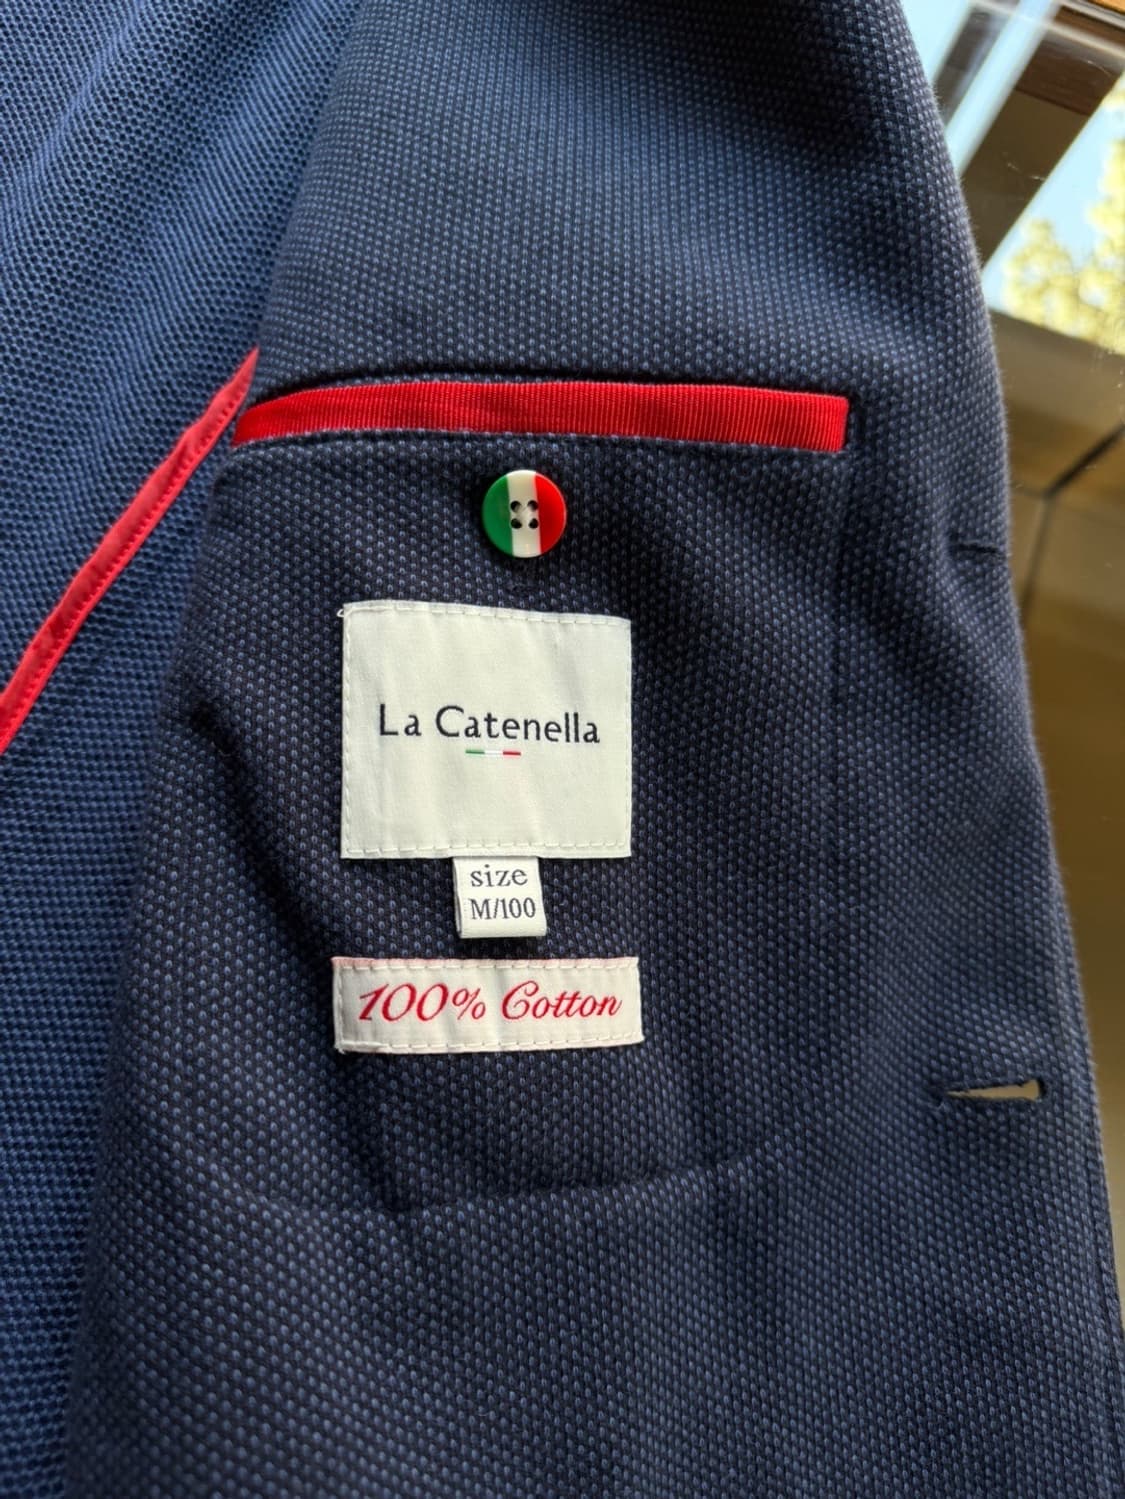 La Catenella
size
M/100
100% Cotton